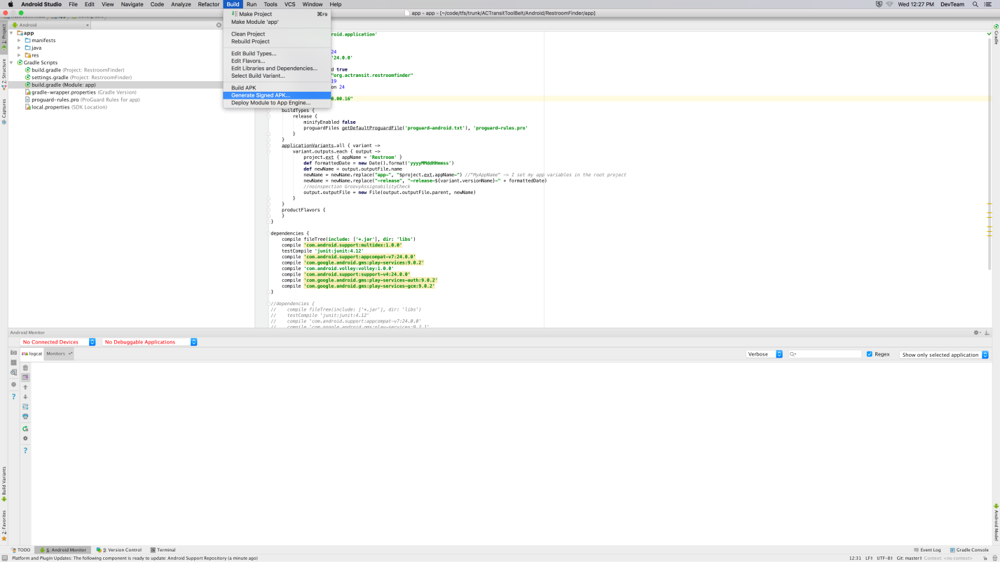 Android Studio File Edit View Navigate Code Analyze Refactor Build Run Tools VCS Window Help
Wed 12:27 PM DevTeam
app - app - [~/code/tfs/trunk/ACTransitToolBelt/Android/RestroomFinder/app]
Make Project ⌘F9
Make Module 'app'
Clean Project
Rebuild Project
Edit Build Types...
Edit Flavors...
Edit Libraries and Dependencies...
Select Build Variant...
Build APK
Generate Signed APK...
Deploy Module to App Engine...
1: Project
Z: Structure
Captures
Build Variants
2: Favorites
Android
app
manifests
java
res
Gradle Scripts
build.gradle (Project: RestroomFinder)
settings.gradle (Project: RestroomFinder)
build.gradle (Module: app)
gradle-wrapper.properties (Gradle Version)
proguard-rules.pro (ProGuard Rules for app)
local.properties (SDK Location)
roid.application'
24
'24.0.0'
d true
"org.actransit.restroomfinder"
19
on 24
0.00.16"
buildTypes {
release {
minifyEnabled false
proguardFiles getDefaultProguardFile('proguard-android.txt'), 'proguard-rules.pro'
}
}
applicationVariants.all { variant ->
variant.outputs.each { output ->
project.ext { appName = 'Restroom' }
def formattedDate = new Date().format('yyyyMMddHHmmss')
def newName = output.outputFile.name
newName = newName.replace("app-", "$project.ext.appName-") //"MyAppName" -> I set my app variables in the root project
newName = newName.replace("-release", "-release-${variant.versionName}-" + formattedDate)
//noinspection GroovyAssignabilityCheck
output.outputFile = new File(output.outputFile.parent, newName)
}
}
productFlavors {
}
}
dependencies {
compile fileTree(include: ['*.jar'], dir: 'libs')
compile 'com.android.support:multidex:1.0.0'
testCompile 'junit:junit:4.12'
compile 'com.android.support:appcompat-v7:24.0.0'
compile 'com.google.android.gms:play-services:9.0.2'
compile 'com.android.volley:volley:1.0.0'
compile 'com.android.support:support-v4:24.0.0'
compile 'com.google.android.gms:play-services-auth:9.0.2'
compile 'com.google.android.gms:play-services-gcm:9.0.2'
}
//dependencies {
// compile fileTree(include: ['*.jar'], dir: 'libs')
// testCompile 'junit:junit:4.12'
// compile 'com.android.support:appcompat-v7:24.0.0'
// compile 'com.google.android.gms:play-services:9.2.1'
Gradle
Android Model
Android Monitor
No Connected Devices No Debuggable Applications
logcat Monitors
Verbose Regex Show only selected application
TODO 6: Android Monitor 9: Version Control Terminal
Event Log Gradle Console
Platform and Plugin Updates: The following component is ready to update: Android Support Repository (a minute ago)
12:31 LF÷ UTF-8÷ Git: master÷ Context: <no context>